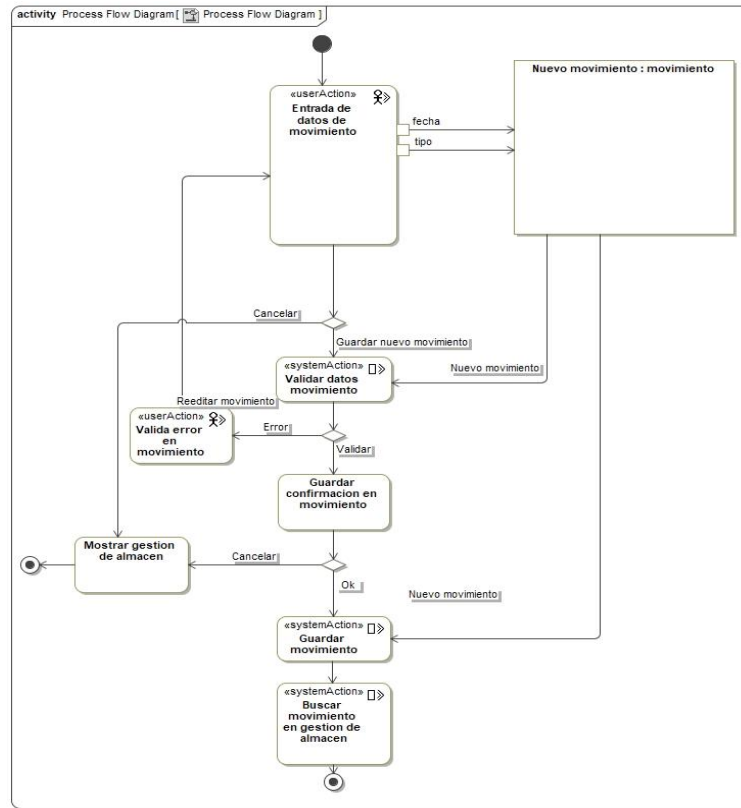 activity Process Flow Diagram [ Process Flow Diagram ]
«userAction»
Entrada de
datos de
movimiento
fecha
tipo
Nuevo movimiento : movimiento
Cancelar
Guardar nuevo movimiento
«systemAction»
Validar datos
movimiento
Nuevo movimiento
Reeditar movimiento
«userAction»
Valida error
en
movimiento
Error
Validar
Guardar
confirmacion en
movimiento
Mostrar gestion
de almacen
Cancelar
Ok
Nuevo movimiento
«systemAction»
Guardar
movimiento
«systemAction»
Buscar
movimiento
en gestion de
almacen